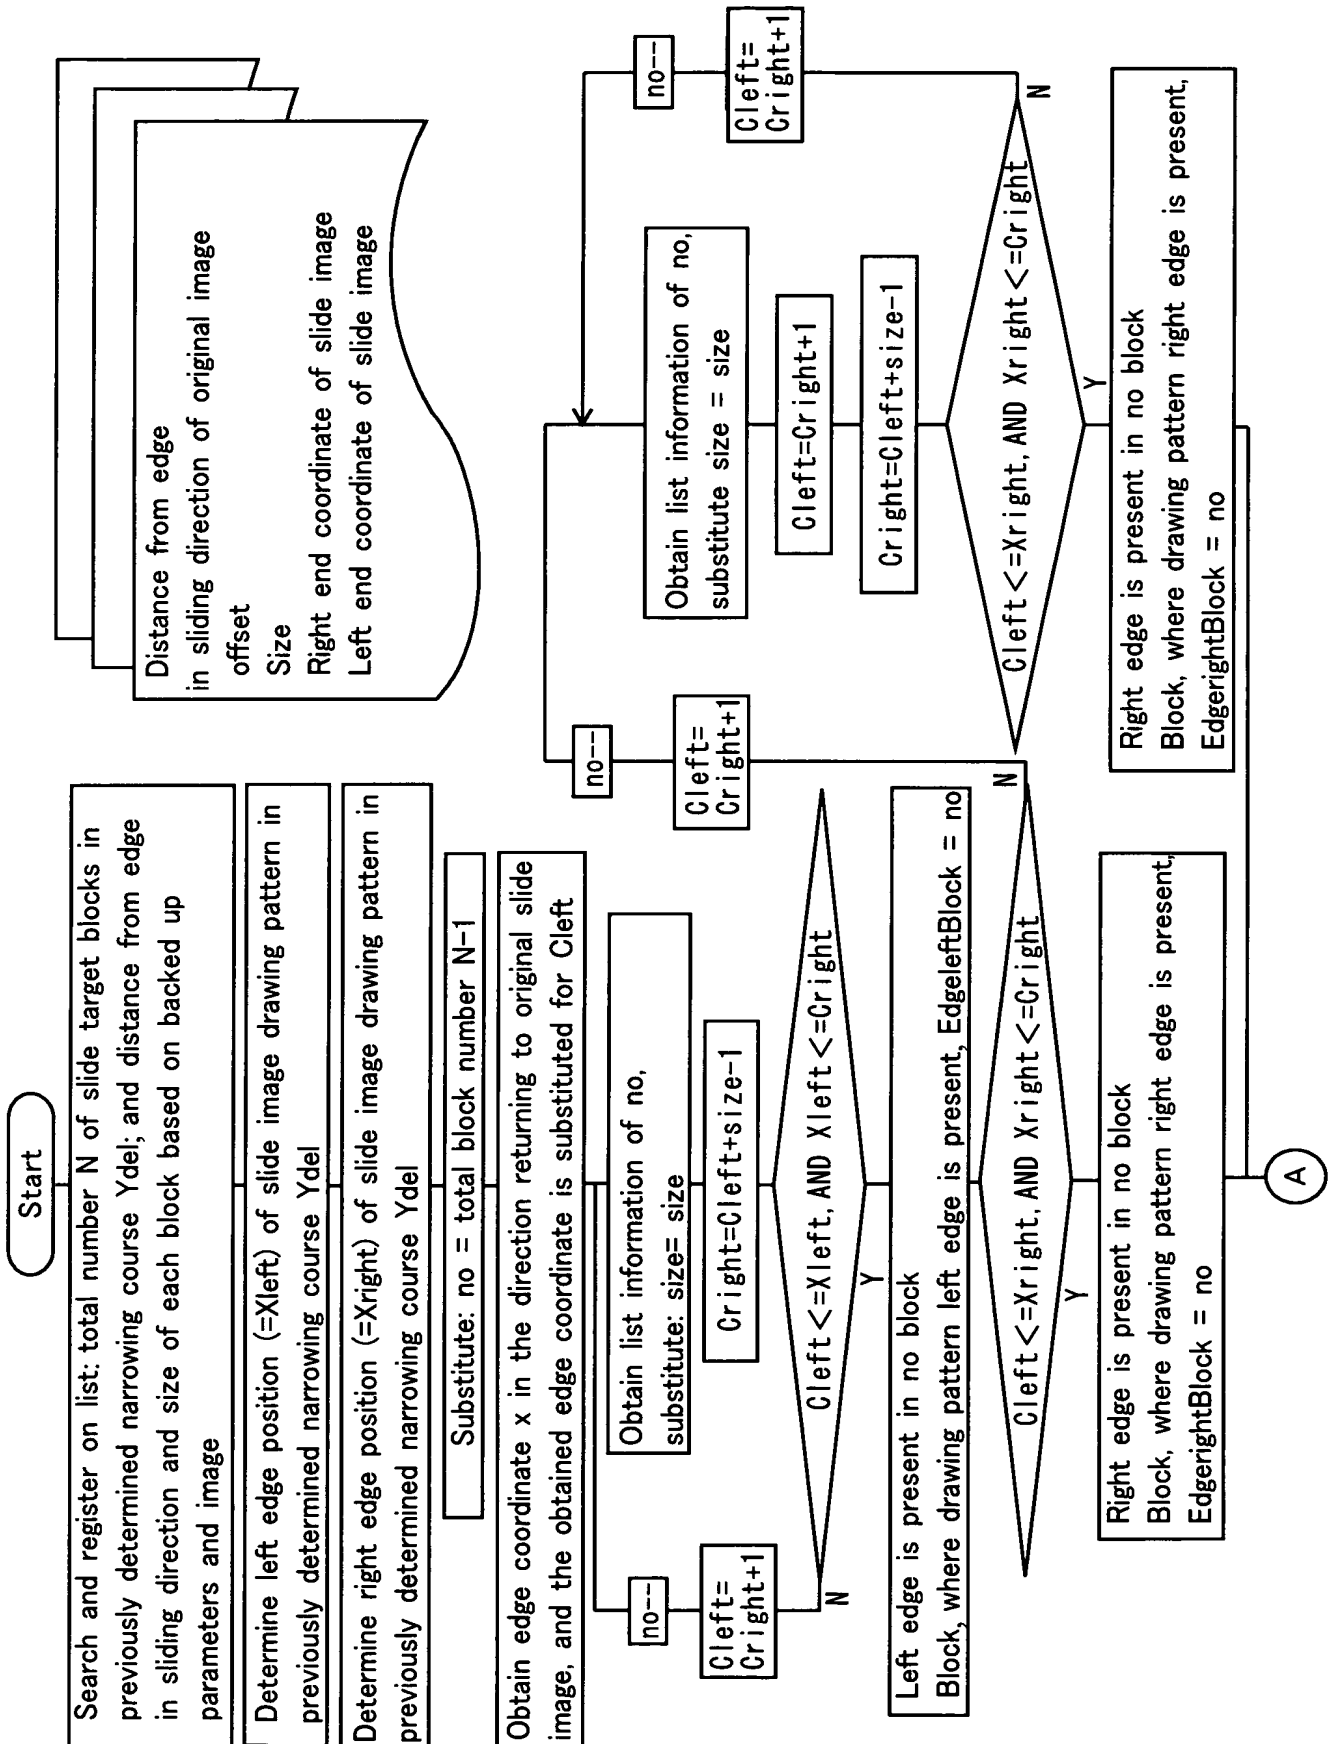 Start
Search and register on list: total number N of slide target blocks in
previously determined narrowing course Ydel; and distance from edge
in sliding direction and size of each block based on backed up
parameters and image
Determine left edge position (=Xleft) of slide image drawing pattern in
previously determined narrowing course Ydel
Determine right edge position (=Xright) of slide image drawing pattern in
previously determined narrowing course Ydel
Substitute: no = total block number N-1
Obtain edge coordinate x in the direction returning to original slide
image, and the obtained edge coordinate is substituted for Cleft
Obtain list information of no,
substitute: size= size
Cright=Cleft+size-1
Cleft<=Xleft, AND Xleft<=Cright
N
Cleft=
Cright+1
no--
Y
Left edge is present in no block
Block, where drawing pattern left edge is present, EdgeleftBlock = no
Cleft<=Xright, AND Xright<=Cright
Y
Right edge is present in no block
Block, where drawing pattern right edge is present,
EdgerightBlock = no
N
Cleft=
Cright+1
no--
Distance from edge
in sliding direction of original image
offset
Size
Right end coordinate of slide image
Left end coordinate of slide image
Obtain list information of no,
substitute size = size
Cleft=Cright+1
Cright=Cleft+size-1
Cleft<=Xright, AND Xright<=Cright
N
Cleft=
Cright+1
no--
Y
Right edge is present in no block
Block, where drawing pattern right edge is present,
EdgerightBlock = no
A